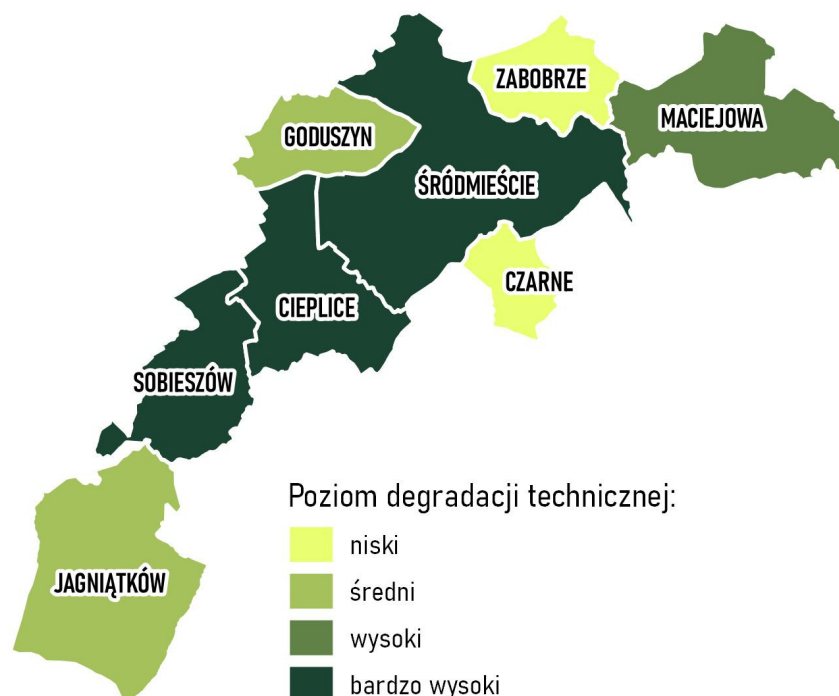 ZABOBRZE
MACIEJOWA
GODUSZYN
ŚRÓDMIEŚCIE
CZARNE
CIEPLICE
SOBIESZÓW
JAGNIĄTKÓW
Poziom degradacji technicznej:
niski
średni
wysoki
bardzo wysoki